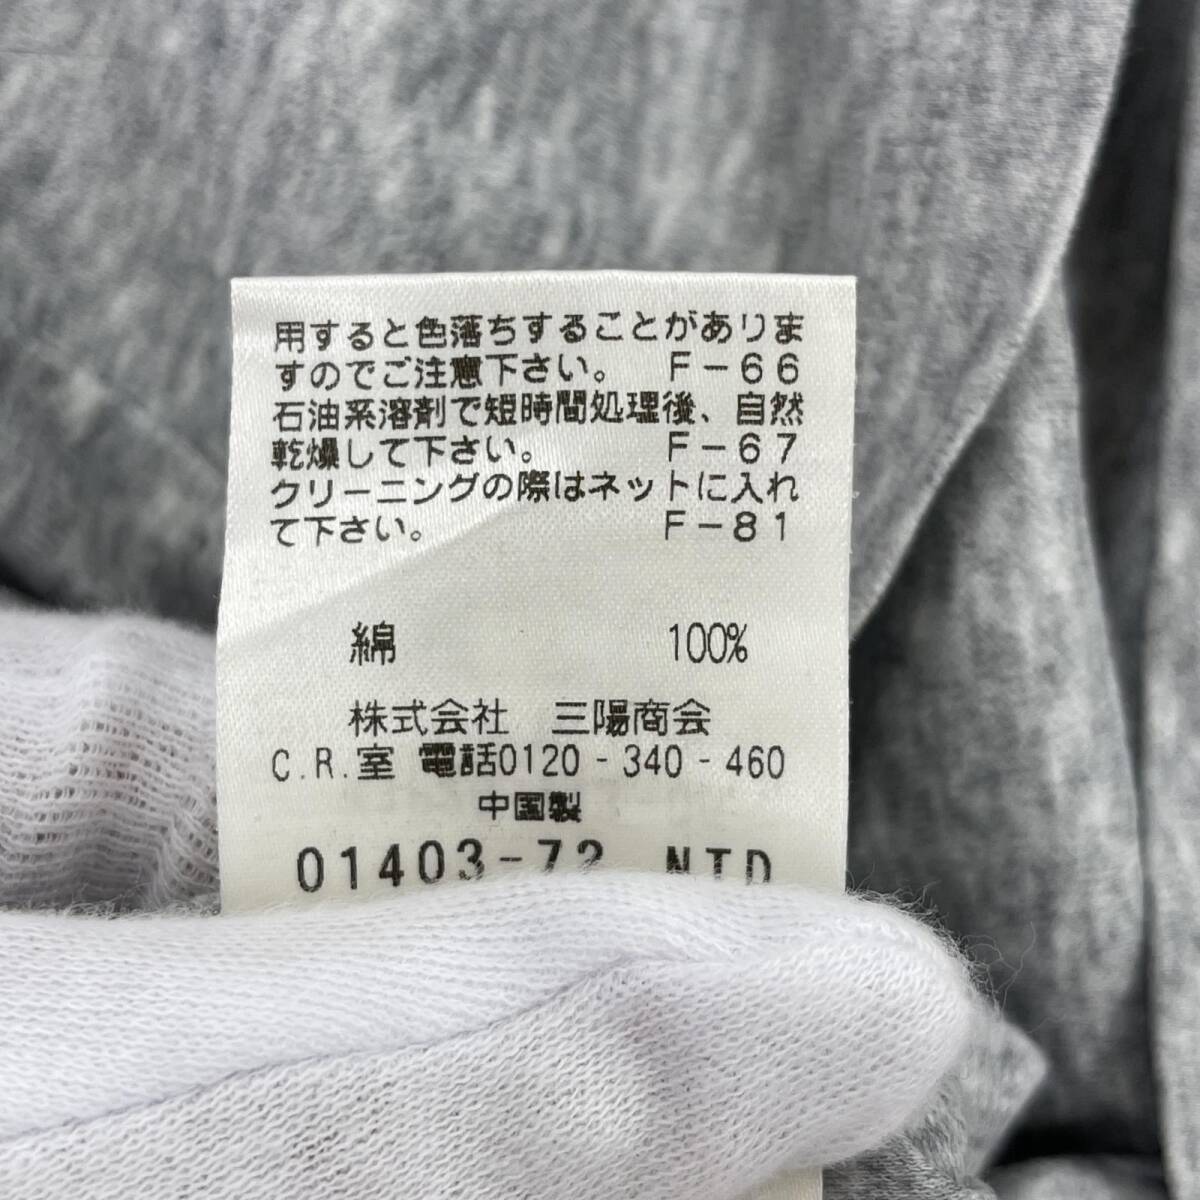 用すると色落ちすることがありま
すのでご注意下さい。 F-66
石油系溶剤で短時間処理後、自然
乾燥して下さい。 F-67
クリーニングの際はネットに入れ
て下さい。 F-81
綿 100%
株式会社 三陽商会
C.R.室 電話0120-340-460
中国製
01403-72 NTD